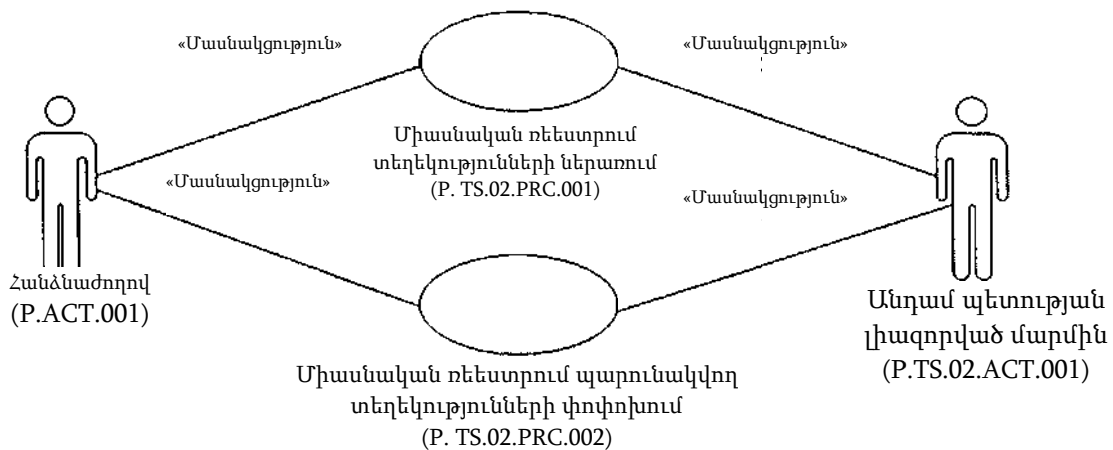 «Մասնակցություն»
«Մասնակցություն»
Միասնական ռեեստրում
տեղեկությունների ներառում
(P. TS.02.PRC.001)
«Մասնակցություն»
«Մասնակցություն»
Հանձնաժողով
(P.ACT.001)
Անդամ պետության
լիազորված մարմին
(P.TS.02.ACT.001)
Միասնական ռեեստրում պարունակվող
տեղեկությունների փոփոխում
(P. TS.02.PRC.002)